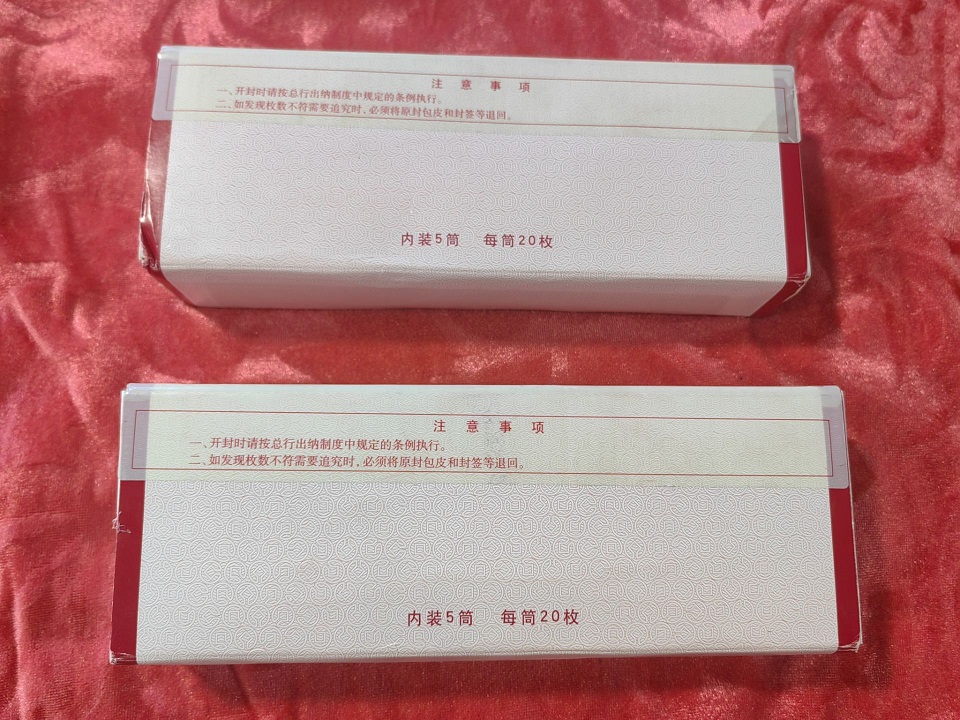 注意事项
一、开封时请按总行出纳制度中规定的条例执行。
二、如发现枚数不符需要追究时，必须将原封包皮和封签等退回。
内装5筒 每筒20枚
注意事项
一、开封时请按总行出纳制度中规定的条例执行。
二、如发现枚数不符需要追究时，必须将原封包皮和封签等退回。
内装5筒 每筒20枚